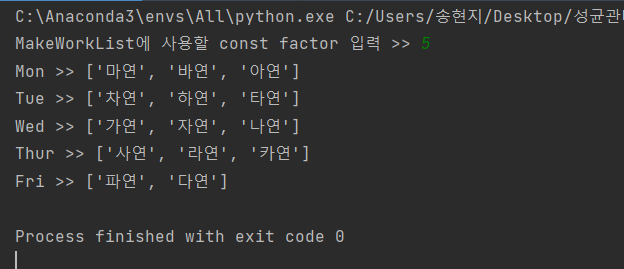 C:\Anaconda3\envs\All\python.exe C:/Users/송현지/Desktop/성균관
MakeWorkList에 사용할 const factor 입력 >> 5
Mon >> ['마연', '바연', '아연']
Tue >> ['차연', '하연', '타연']
Wed >> ['가연', '자연', '나연']
Thur >> ['사연', '라연', '카연']
Fri >> ['파연', '다연']
Process finished with exit code 0